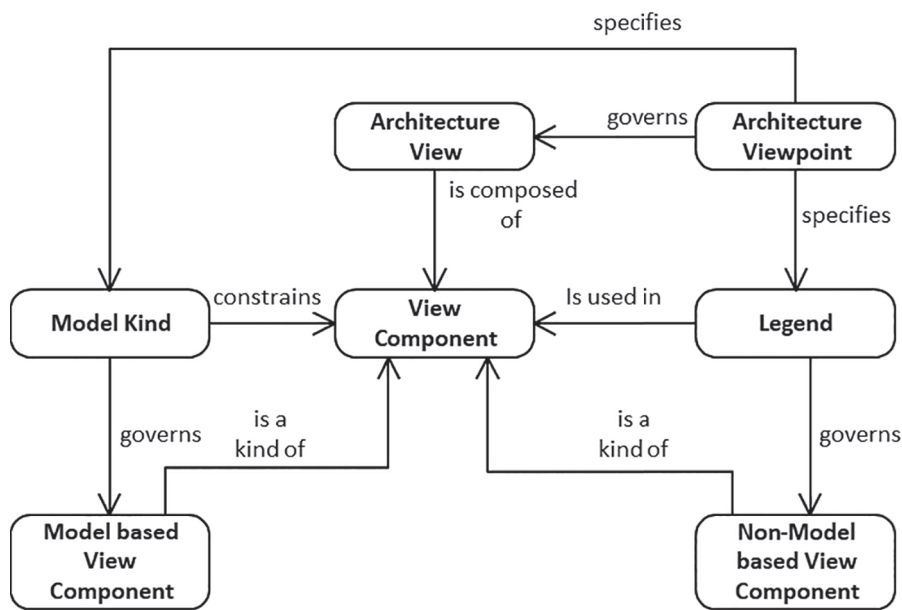 specifies
Architecture
View
governs
Architecture
Viewpoint
is composed
of
specifies
Model Kind
constrains
View
Component
Is used in
Legend
governs
is a
kind of
is a
kind of
governs
Model based
View
Component
Non-Model
based View
Component